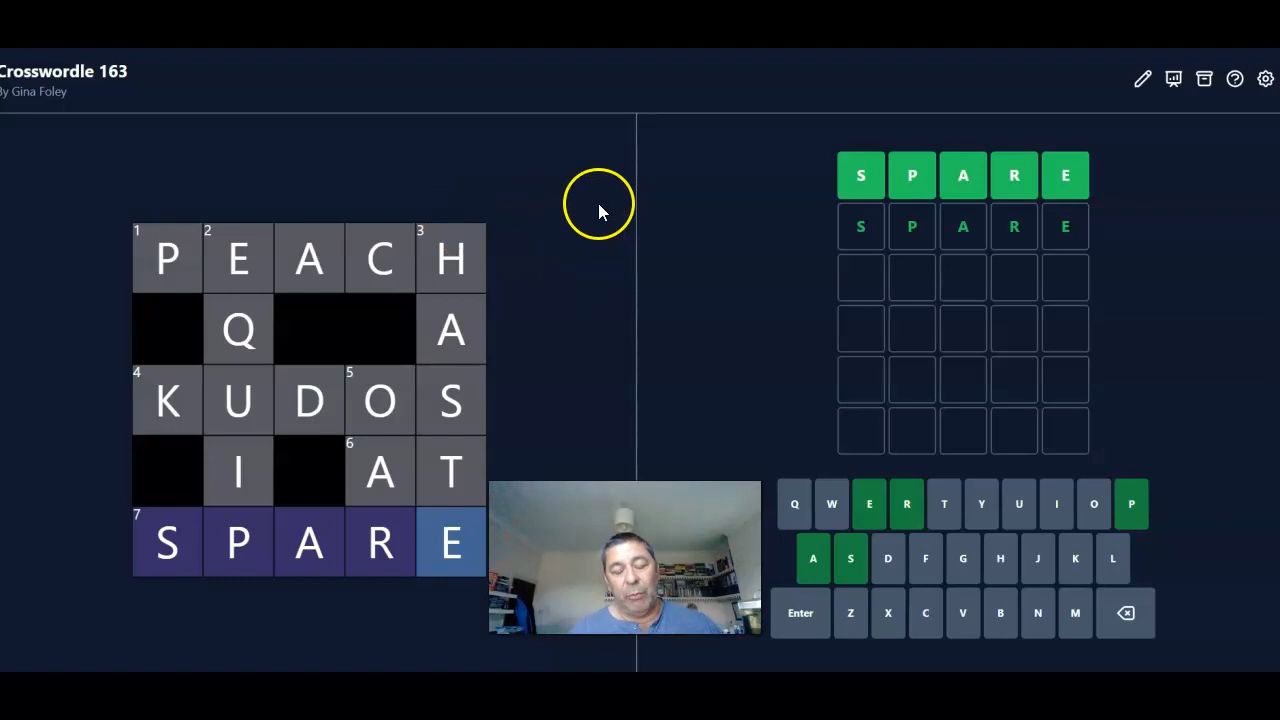 Crosswordle 163
By Gina Foley
1 2 3
P E A C H
Q A
4 5
K U D O S
6
I A T
7
S P A R E
S P A R E
S P A R E
Q W E R T Y U I O P
A S D F G H J K L
Enter Z X C V B N M